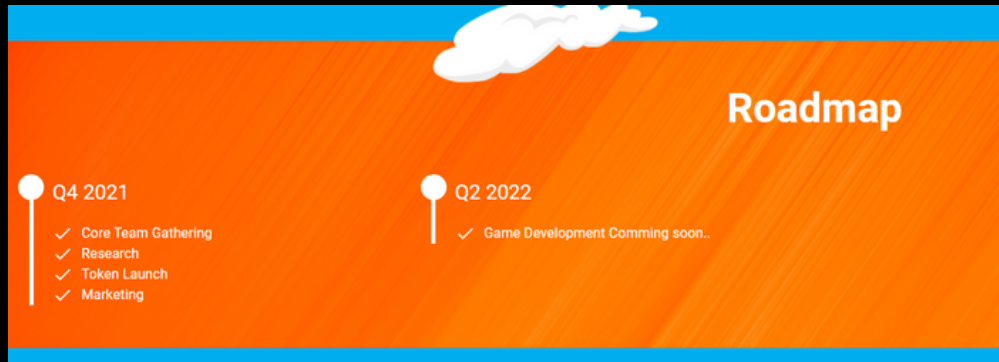 Roadmap
Q4 2021
Core Team Gathering
Research
Token Launch
Marketing
Q2 2022
Game Development Comming soon..